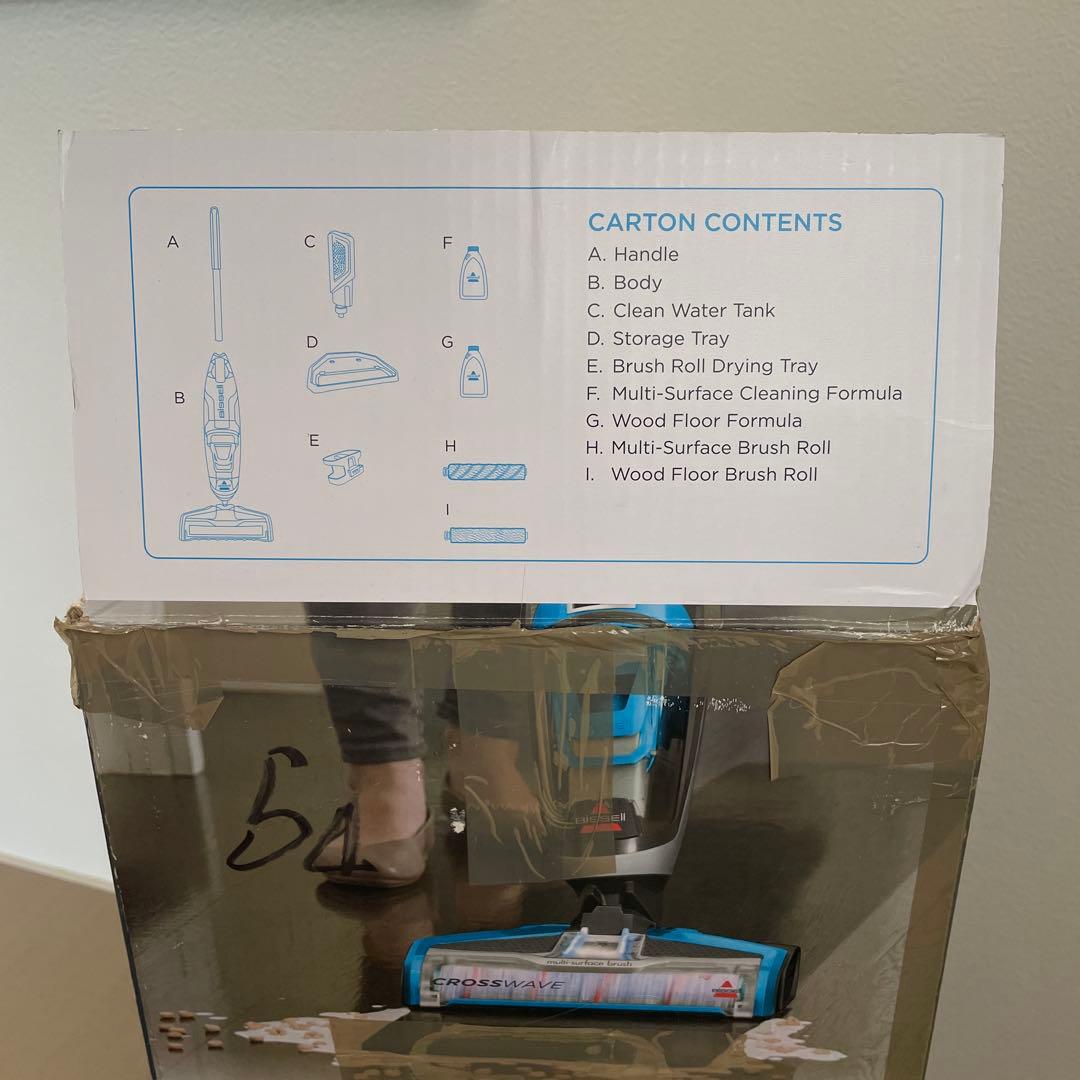 CARTON CONTENTS
A. Handle
B. Body
C. Clean Water Tank
D. Storage Tray
E. Brush Roll Drying Tray
F. Multi-Surface Cleaning Formula
G. Wood Floor Formula
H. Multi-Surface Brush Roll
I. Wood Floor Brush Roll
A
B
BISSELL
C
D
E
F
G
H
I
BISSELL
multi-surface brush
CROSSWAVE
BISSELL